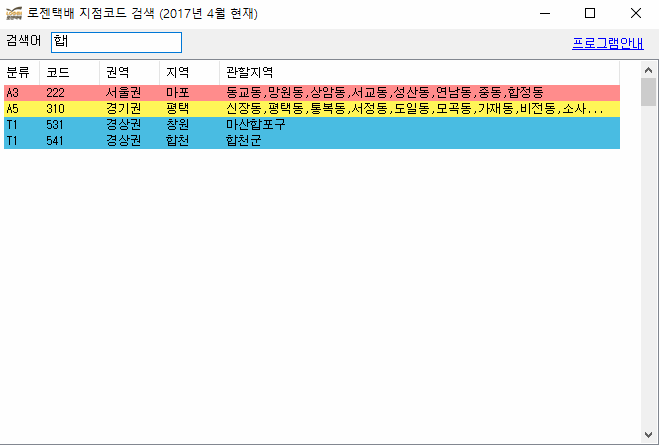 로젠택배 지점코드 검색 (2017년 4월 현재)
검색어 합 프로그램안내
분류 코드 권역 지역 관할지역
A3 222 서울권 마포 동교동,망원동,상암동,서교동,성산동,연남동,중동,합정동
A5 310 경기권 평택 신장동,평택동,통복동,서정동,도일동,모곡동,가재동,비전동,소사...
T1 531 경상권 창원 마산합포구
T1 541 경상권 합천 합천군